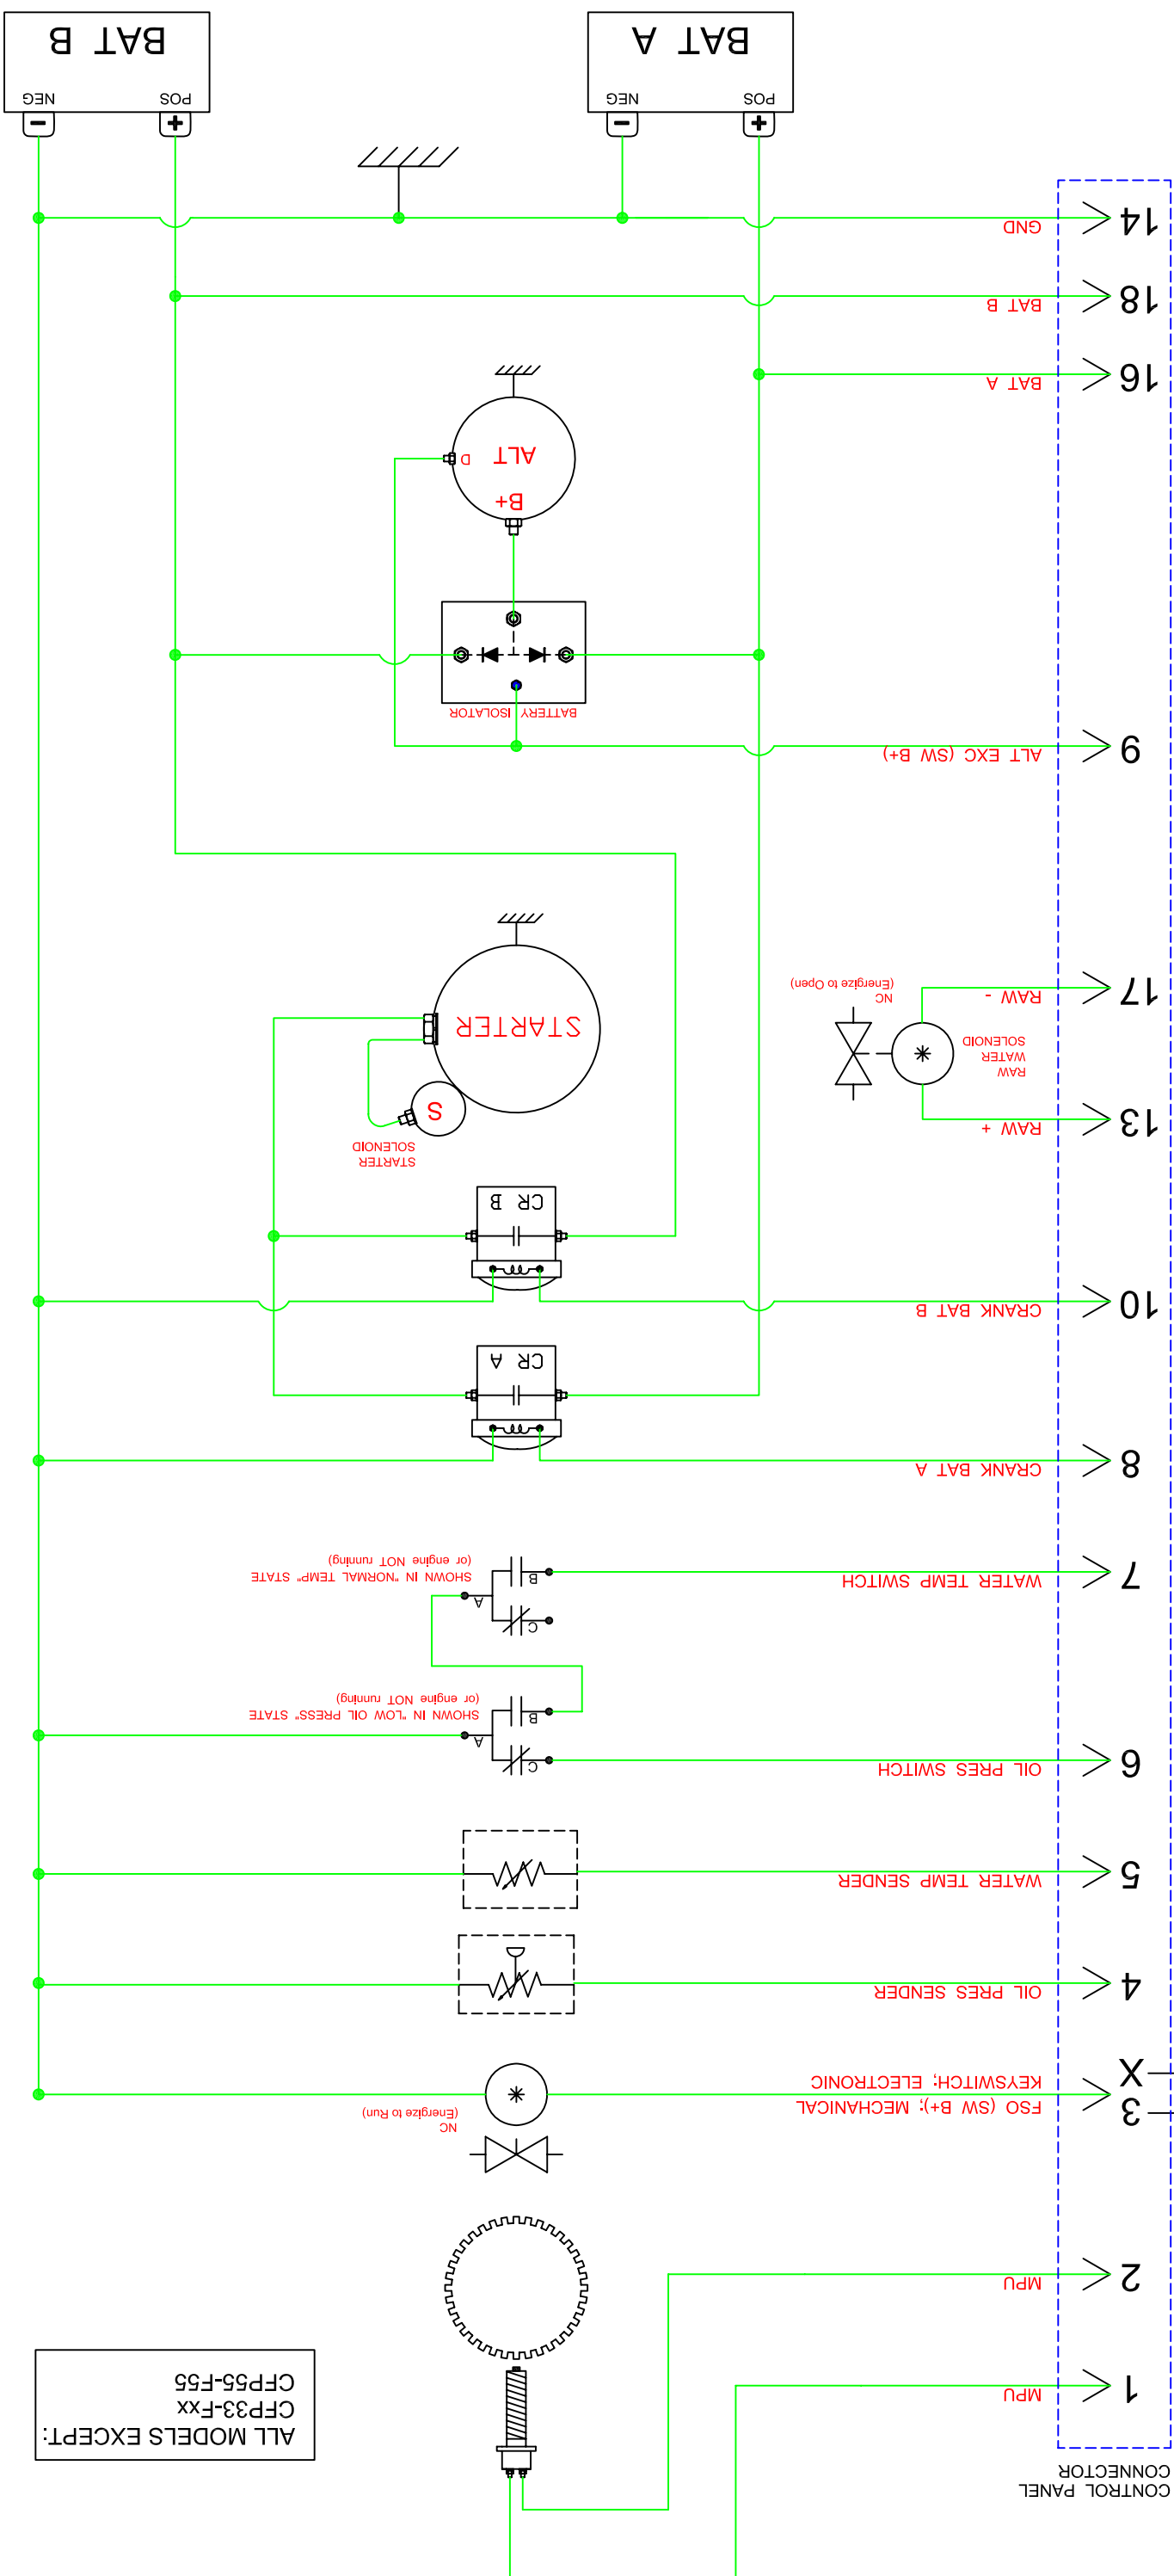 CONTROL PANEL
CONNECTOR
1
MPU
ALL MODELS EXCEPT:
CFP33-Fxx
CFP55-F55
2
MPU
3
FSO (SW B+); MECHANICAL
X
KEYSWITCH; ELECTRONIC
NC
(Energize to Run)
4
OIL PRES SENDER
5
WATER TEMP SENDER
6
OIL PRES SWITCH
C
A
B
SHOWN IN "LOW OIL PRESS" STATE
(or engine NOT running)
C
A
B
7
WATER TEMP SWITCH
SHOWN IN "NORMAL TEMP" STATE
(or engine NOT running)
8
CRANK BAT A
CR A
10
CRANK BAT B
CR B
STARTER
SOLENOID
S
STARTER
13
RAW +
RAW
WATER
SOLENOID
17
RAW -
NC
(Energize to Open)
9
ALT EXC (SW B+)
BATTERY ISOLATOR
B+
ALT
D
16
BAT A
18
BAT B
14
GND
+
−
+
−
POS
NEG
POS
NEG
BAT A
BAT B